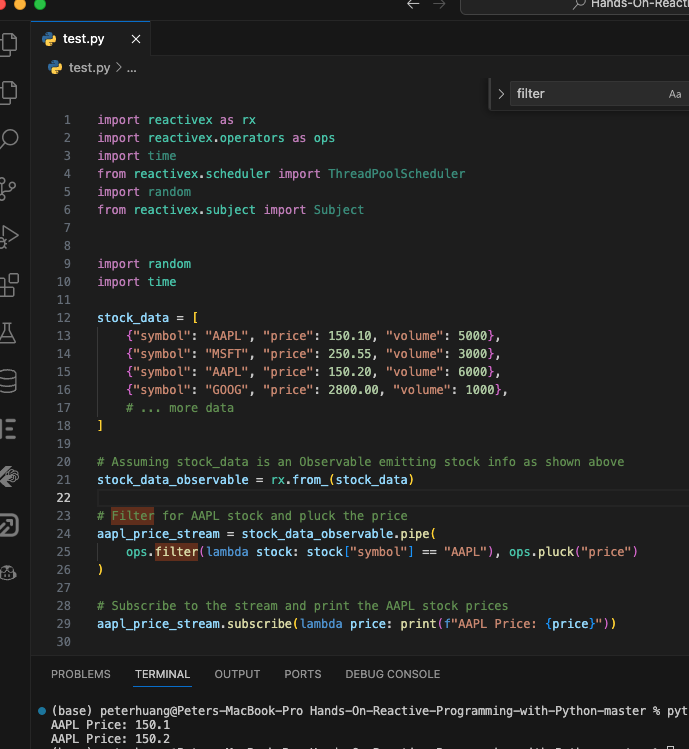 Hands-On-Reacti
test.py
test.py > ...
filter
Aa
1 import reactivex as rx
2 import reactivex.operators as ops
3 import time
4 from reactivex.scheduler import ThreadPoolScheduler
5 import random
6 from reactivex.subject import Subject
7
8
9 import random
10 import time
11
12 stock_data = [
13     {"symbol": "AAPL", "price": 150.10, "volume": 5000},
14     {"symbol": "MSFT", "price": 250.55, "volume": 3000},
15     {"symbol": "AAPL", "price": 150.20, "volume": 6000},
16     {"symbol": "GOOG", "price": 2800.00, "volume": 1000},
17     # ... more data
18 ]
19
20 # Assuming stock_data is an Observable emitting stock info as shown above
21 stock_data_observable = rx.from_(stock_data)
22
23 # Filter for AAPL stock and pluck the price
24 aapl_price_stream = stock_data_observable.pipe(
25     ops.filter(lambda stock: stock["symbol"] == "AAPL"), ops.pluck("price")
26 )
27
28 # Subscribe to the stream and print the AAPL stock prices
29 aapl_price_stream.subscribe(lambda price: print(f"AAPL Price: {price}"))
30
PROBLEMS TERMINAL OUTPUT PORTS DEBUG CONSOLE
(base) peterhuang@Peters-MacBook-Pro Hands-On-Reactive-Programming-with-Python-master % pyt
AAPL Price: 150.1
AAPL Price: 150.2